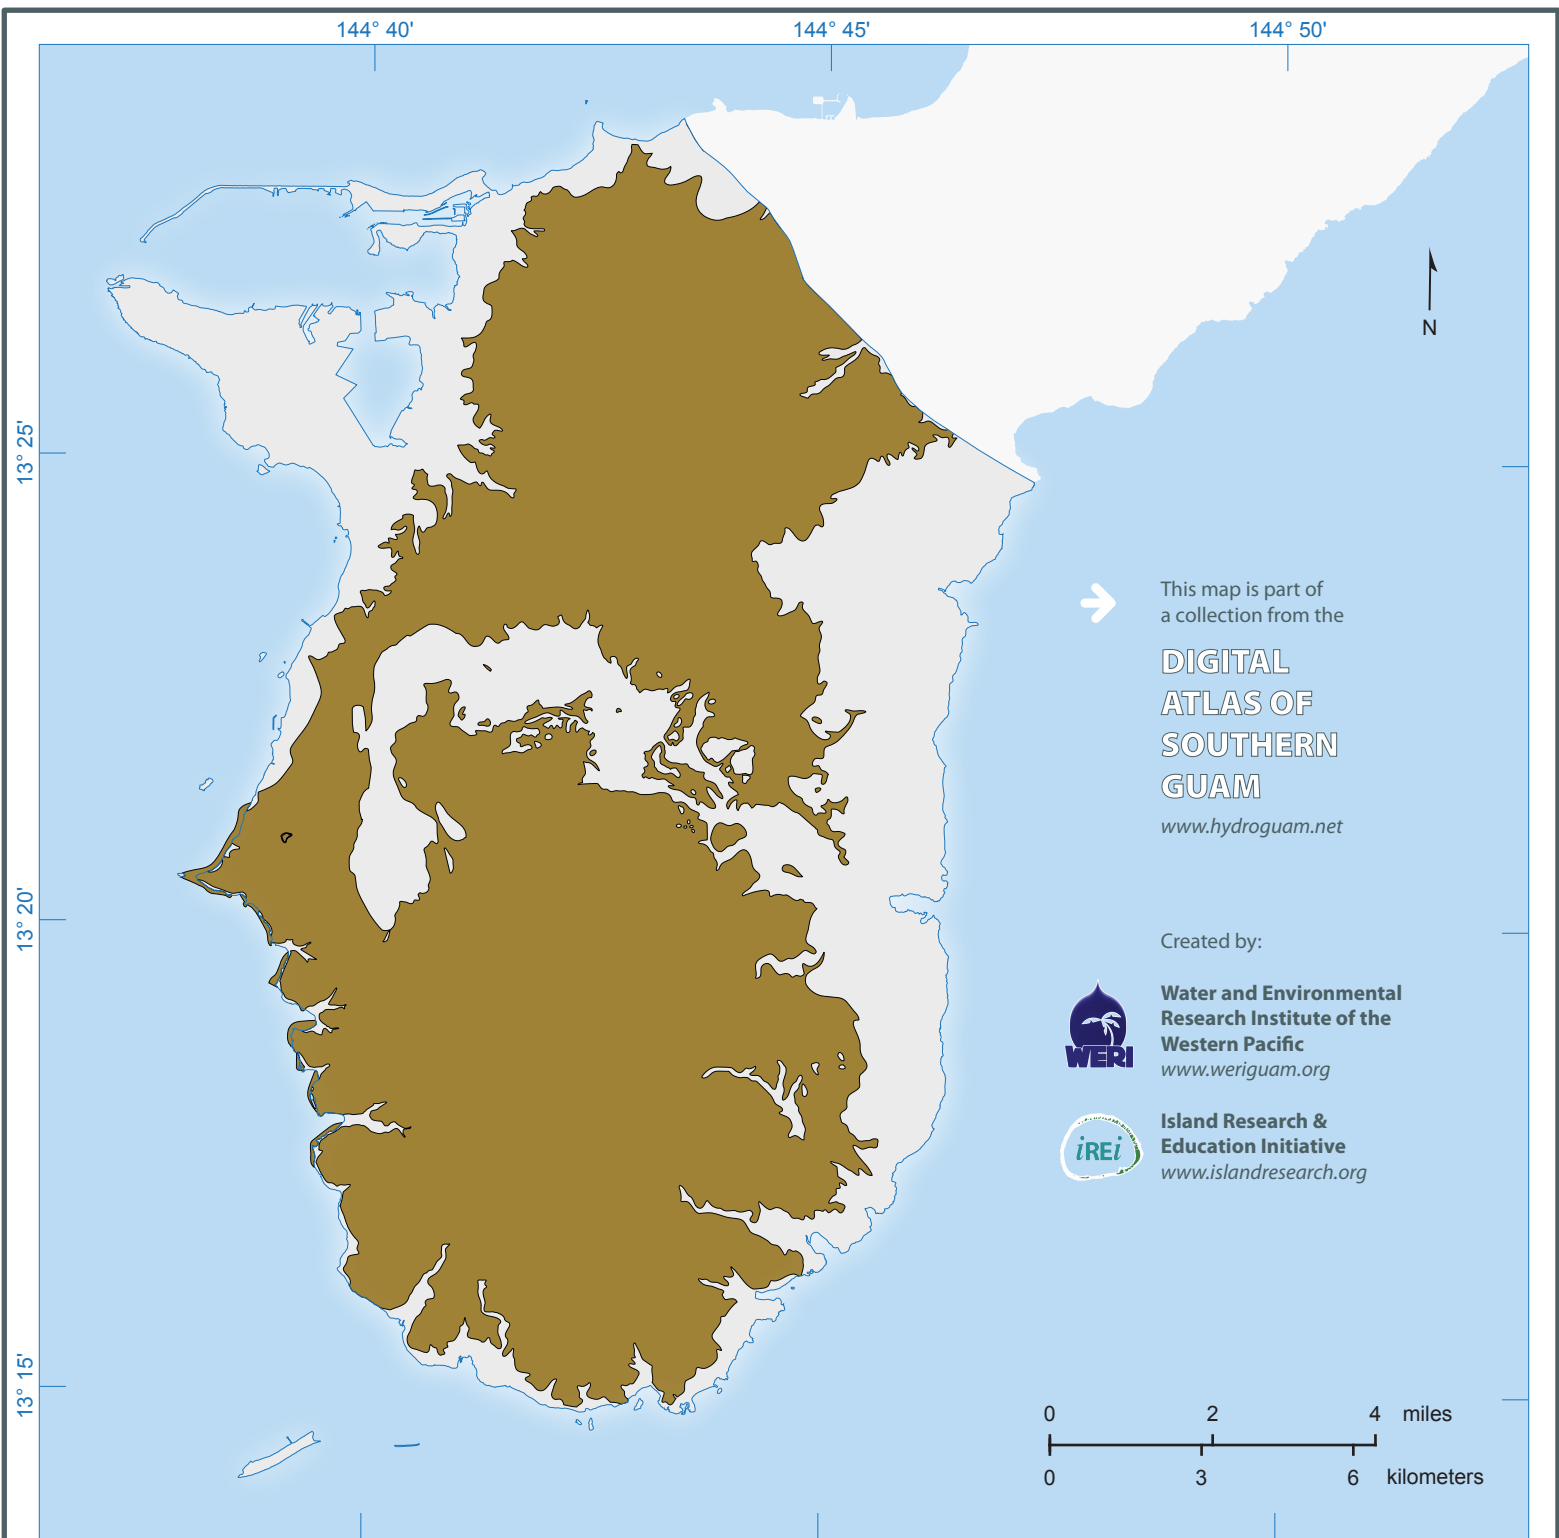 144° 40'
144° 45'
144° 50'
N
13° 25'
This map is part of
a collection from the
DIGITAL
ATLAS OF
SOUTHERN
GUAM
www.hydroguam.net
13° 20'
Created by:
WERI
Water and Environmental
Research Institute of the
Western Pacific
www.weriguam.org
iREi
Island Research &
Education Initiative
www.islandresearch.org
13° 15'
0 2 4 miles
0 3 6 kilometers